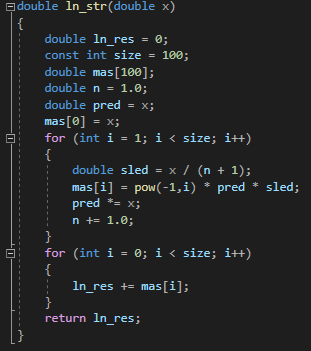 double ln_str(double x)
{
    double ln_res = 0;
    const int size = 100;
    double mas[100];
    double n = 1.0;
    double pred = x;
    mas[0] = x;
    for (int i = 1; i < size; i++)
    {
        double sled = x / (n + 1);
        mas[i] = pow(-1,i) * pred * sled;
        pred *= x;
        n += 1.0;
    }
    for (int i = 0; i < size; i++)
    {
        ln_res += mas[i];
    }
    return ln_res;
}